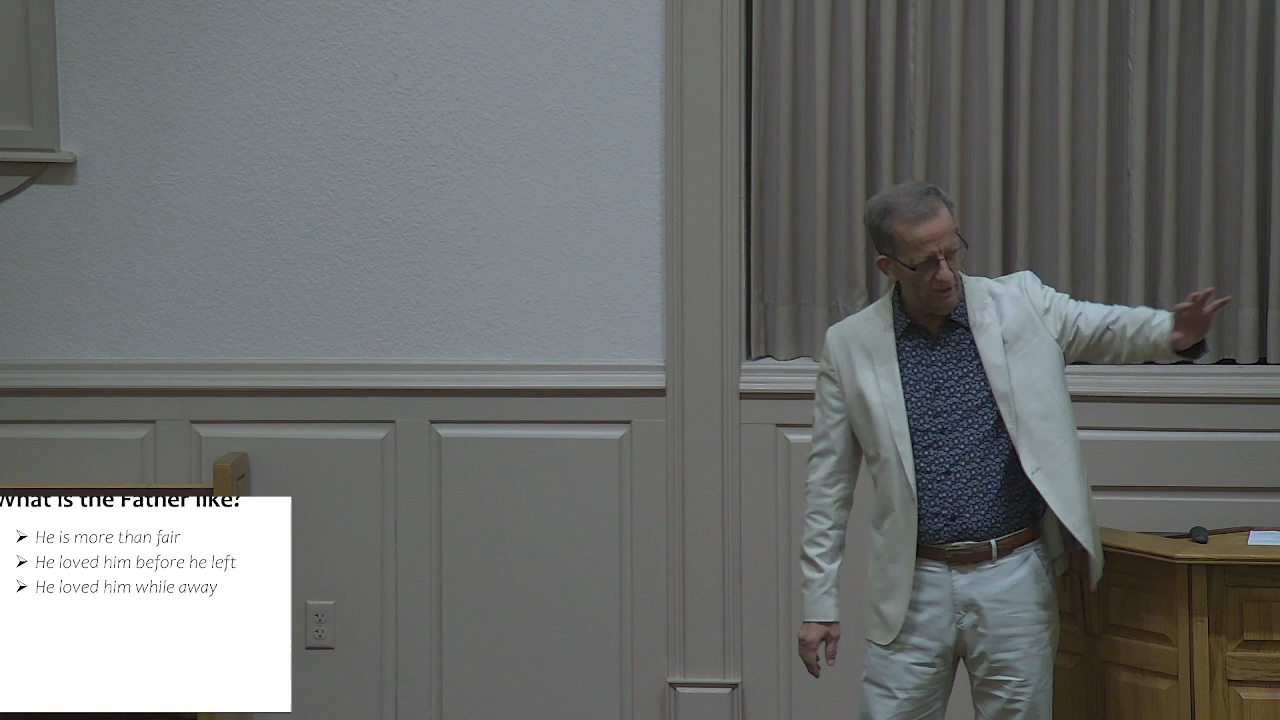 What is the Father like?
He is more than fair
He loved him before he left
He loved him while away